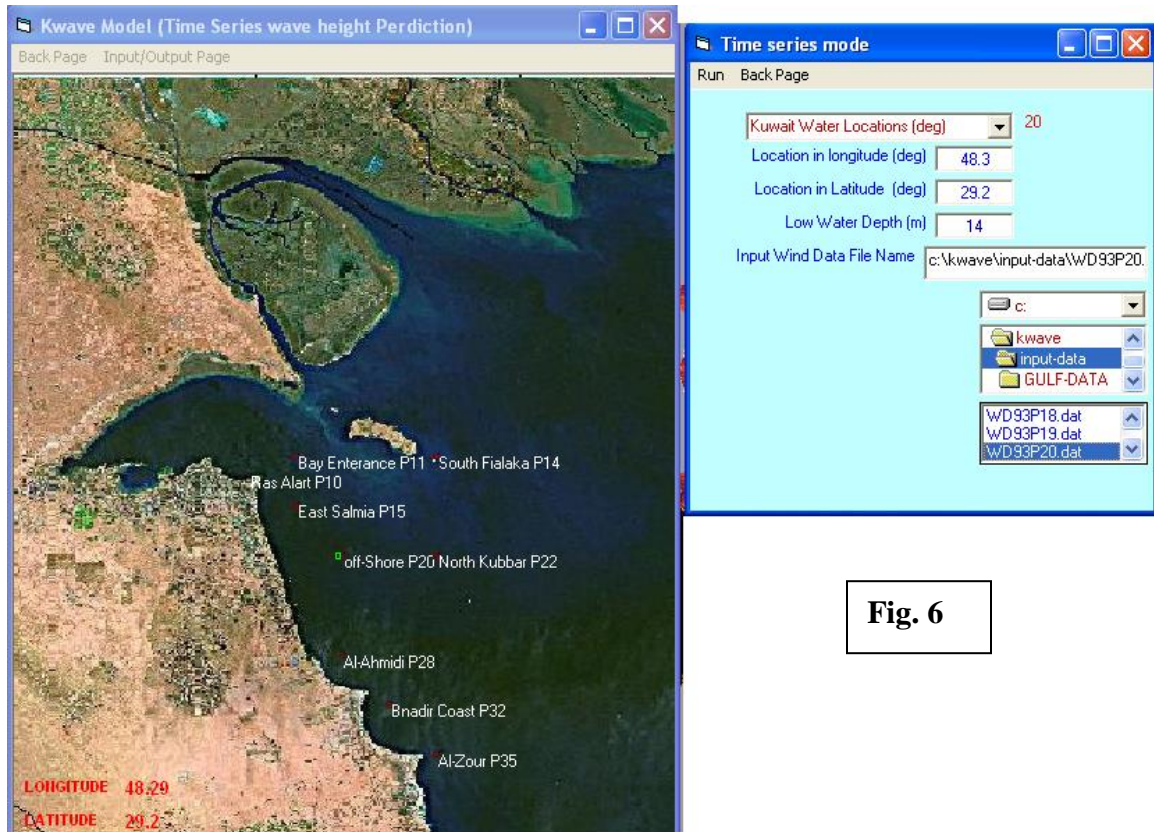 Kwave Model (Time Series wave height Perdiction)
Back Page Input/Output Page
Bay Enterance P11
South Fialaka P14
Ras Alart P10
East Salmia P15
off-Shore P20
North Kubbar P22
Al-Ahmidi P28
Bnadir Coast P32
Al-Zour P35
LONGITUDE 48.29
LATITUDE 29.2
Time series mode
Run Back Page
Kuwait Water Locations (deg) 20
Location in longitude (deg) 48.3
Location in Latitude (deg) 29.2
Low Water Depth (m) 14
Input Wind Data File Name c:\kwave\input-data\WD93P20.
c:
kwave
input-data
GULF-DATA
WD93P18.dat
WD93P19.dat
WD93P20.dat
Fig. 6